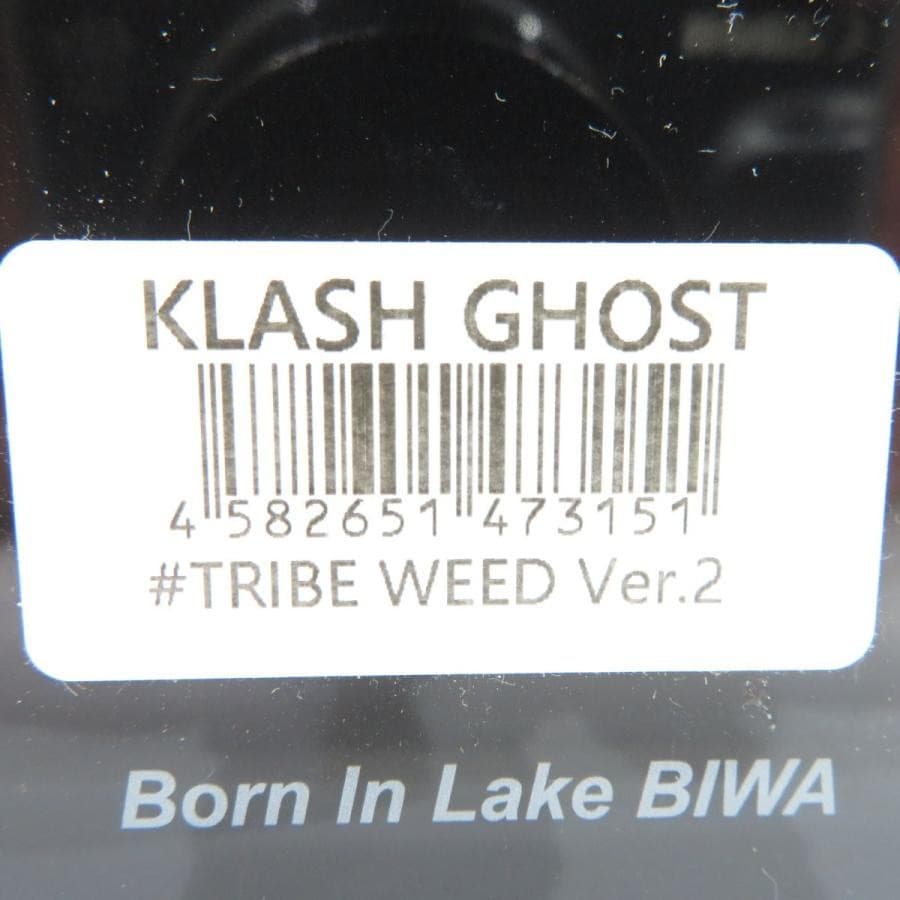 KLASH GHOST
4 582651 473151
#TRIBE WEED Ver.2
Born In Lake BIWA